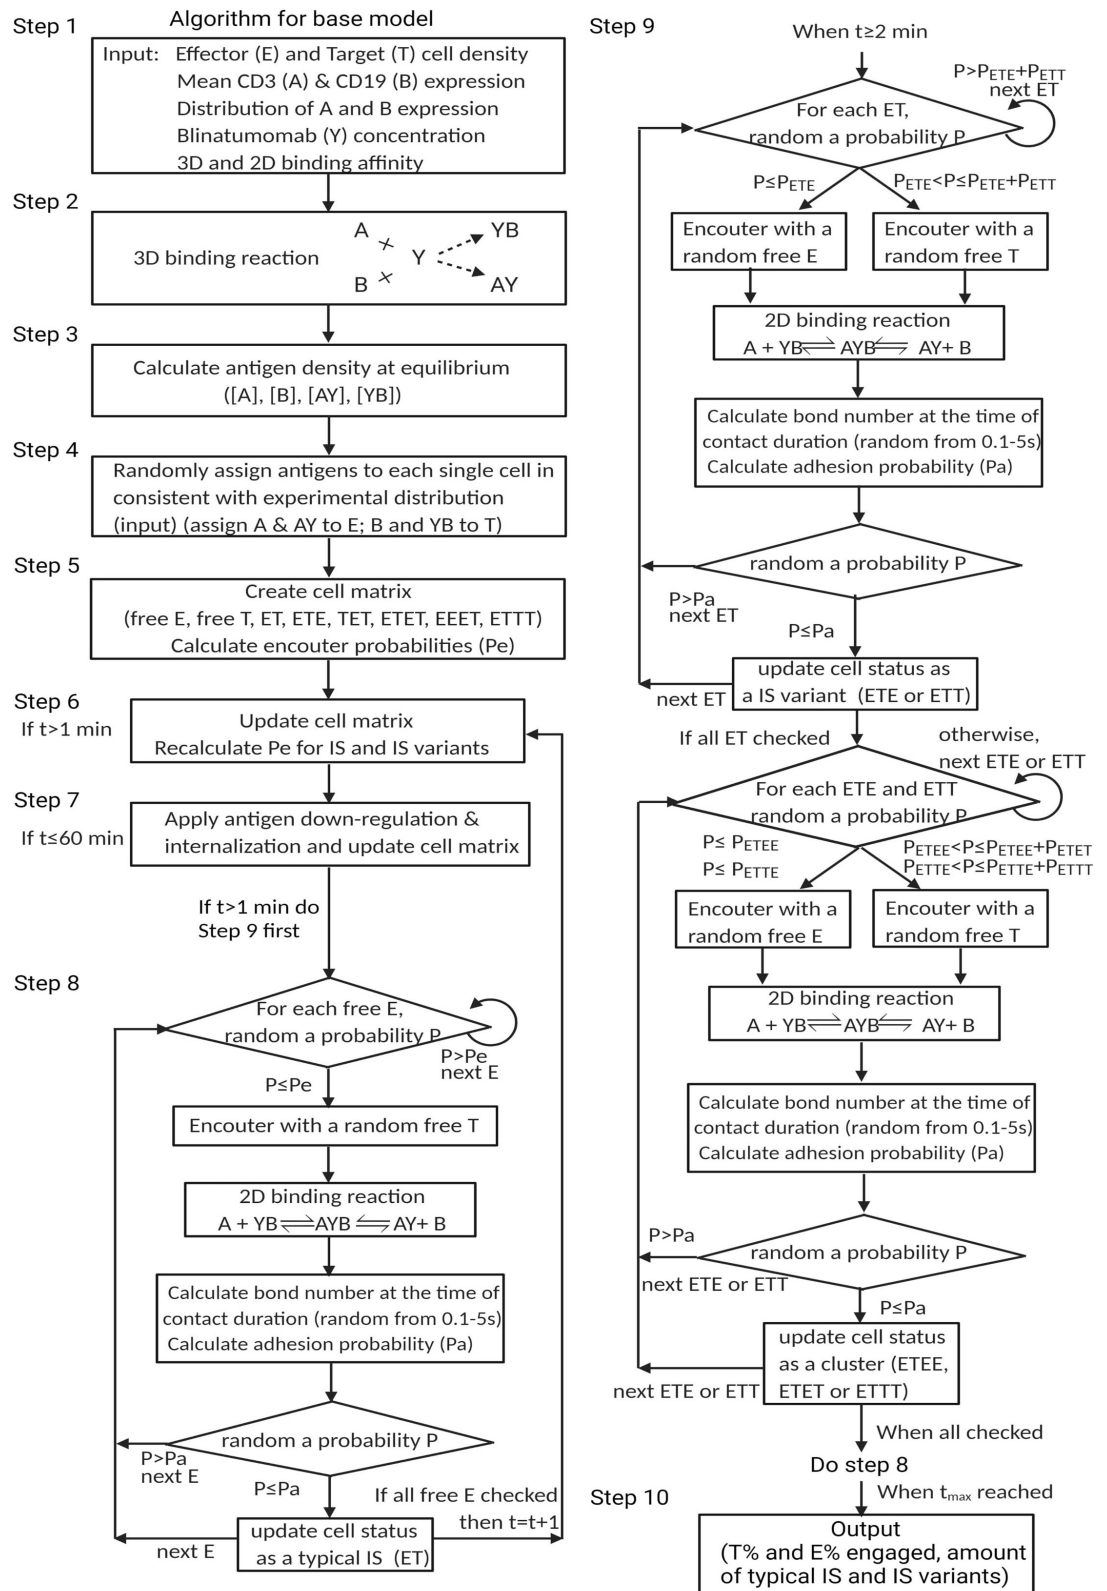 Algorithm for base model
Step 1
Input: Effector (E) and Target (T) cell density
Mean CD3 (A) & CD19 (B) expression
Distribution of A and B expression
Blinatumomab (Y) concentration
3D and 2D binding affinity
Step 2
3D binding reaction
A + Y YB
B + AY
Step 3
Calculate antigen density at equilibrium
([A], [B], [AY], [YB])
Step 4
Randomly assign antigens to each single cell in
consistent with experimental distribution
(input) (assign A & AY to E; B and YB to T)
Step 5
Create cell matrix
(free E, free T, ET, ETE, TET, ETET, EEET, ETTT)
Calculate encouter probabilities (Pe)
Step 6
If t>1 min
Update cell matrix
Recalculate Pe for IS and IS variants
Step 7
If t≤60 min
Apply antigen down-regulation &
internalization and update cell matrix
If t>1 min do
Step 9 first
Step 8
For each free E,
random a probability P
P>Pe
next E
P≤Pe
Encouter with a random free T
2D binding reaction
A + YB ⇌ AYB ⇌ AY+ B
Calculate bond number at the time of
contact duration (random from 0.1-5s)
Calculate adhesion probability (Pa)
random a probability P
P>Pa
next E
P≤Pa
If all free E checked
then t=t+1
update cell status
as a typical IS (ET)
next E
Step 9
When t≥2 min
P>PETE+PETT
next ET
For each ET,
random a probability P
P≤PETE
PETE<P≤PETE+PETT
Encouter with a
random free E
Encouter with a
random free T
2D binding reaction
A + YB ⇌ AYB ⇌ AY+ B
Calculate bond number at the time of
contact duration (random from 0.1-5s)
Calculate adhesion probability (Pa)
random a probability P
P>Pa
next ET
P≤Pa
update cell status as
a IS variant (ETE or ETT)
next ET
If all ET checked
otherwise,
next ETE or ETT
For each ETE and ETT
random a probability P
P≤ PETEE
P≤ PETTE
PETEE<P≤PETEE+PETET
PETTE<P≤PETTE+PETTT
Encouter with a
random free E
Encouter with a
random free T
2D binding reaction
A + YB ⇌ AYB ⇌ AY+ B
Calculate bond number at the time of
contact duration (random from 0.1-5s)
Calculate adhesion probability (Pa)
P>Pa
random a probability P
next ETE or ETT
P≤Pa
update cell status
as a cluster (ETEE,
ETET or ETTT)
next ETE or ETT
When all checked
Do step 8
Step 10
When tmax reached
Output
(T% and E% engaged, amount
of typical IS and IS variants)